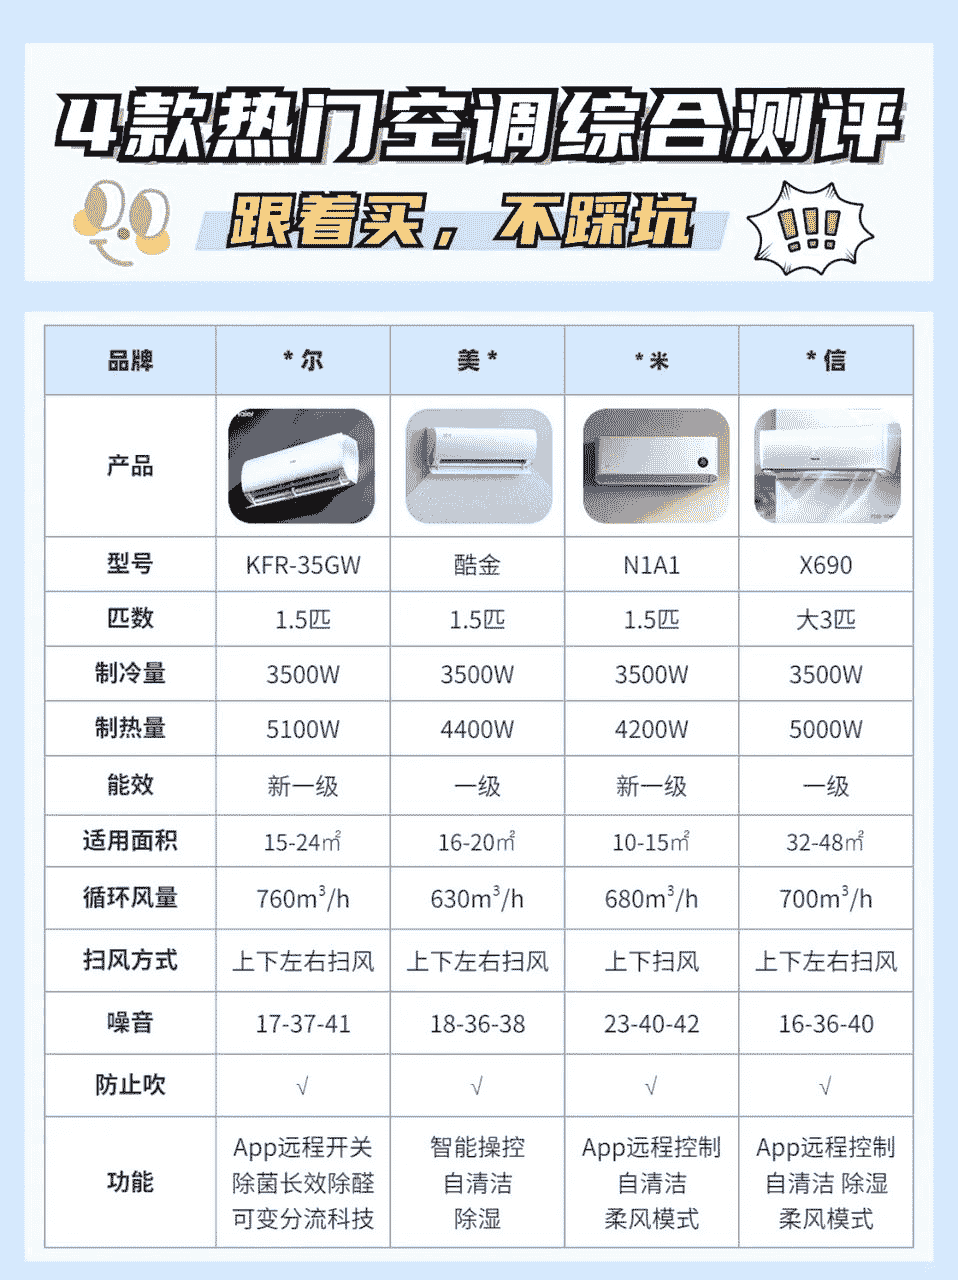 4款热门空调综合测评
跟着买，不踩坑
!!!
品牌 *尔 美* *米 *信
产品
型号 KFR-35GW 酷金 N1A1 X690
匹数 1.5匹 1.5匹 1.5匹 大3匹
制冷量 3500W 3500W 3500W 3500W
制热量 5100W 4400W 4200W 5000W
能效 新一级 一级 新一级 一级
适用面积 15-24㎡ 16-20㎡ 10-15㎡ 32-48㎡
循环风量 760m³/h 630m³/h 680m³/h 700m³/h
扫风方式 上下左右扫风 上下左右扫风 上下扫风 上下左右扫风
噪音 17-37-41 18-36-38 23-40-42 16-36-40
防止吹 √ √ √ √
功能
App远程开关
除菌长效除醛
可变分流科技
智能操控
自清洁
除湿
App远程控制
自清洁
柔风模式
App远程控制
自清洁 除湿
柔风模式